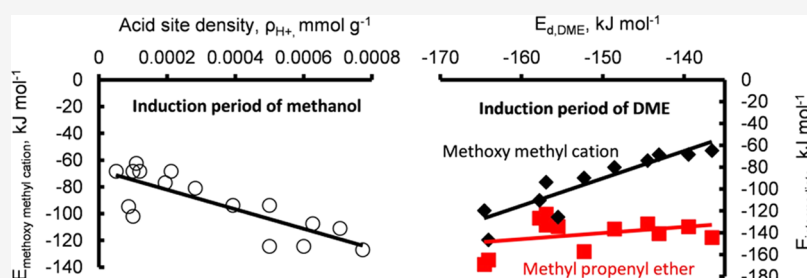 Acid site density, ρH+, mmol g-1
0 0.0002 0.0004 0.0006 0.0008
0
-20
-40
-60
-80
-100
-120
-140
Emethoxy methyl cation, kJ mol-1
Induction period of methanol
Ed,DME, kJ mol-1
-170 -160 -150 -140
Induction period of DME
Methoxy methyl cation
Methyl propenyl ether
0
-20
-40
-60
-80
-100
-120
-140
-160
-180
kJ mol-1